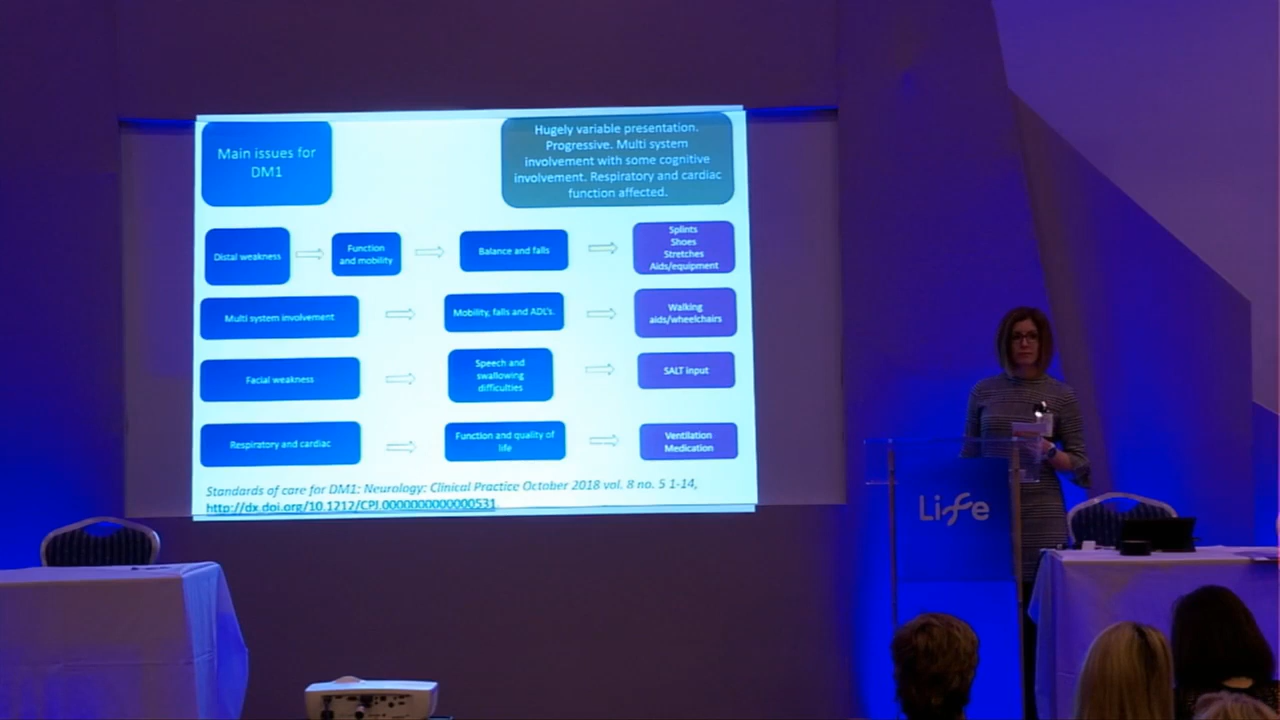 Main issues for
DM1
Hugely variable presentation.
Progressive. Multi system
involvement with some cognitive
involvement. Respiratory and cardiac
function affected.
Distal weakness
Function
and mobility
Balance and falls
Splints
Shoes
Stretches
Aids/equipment
Multi system involvement
Mobility, falls and ADL's.
Walking
aids/wheelchairs
Facial weakness
Speech and
swallowing
difficulties
SALT input
Respiratory and cardiac
Function and quality of
life
Ventilation
Medication
Standards of care for DM1: Neurology: Clinical Practice October 2018 vol. 8 no. 5 1-14,
http://dx.doi.org/10.1212/CPJ.0000000000000531.
Life